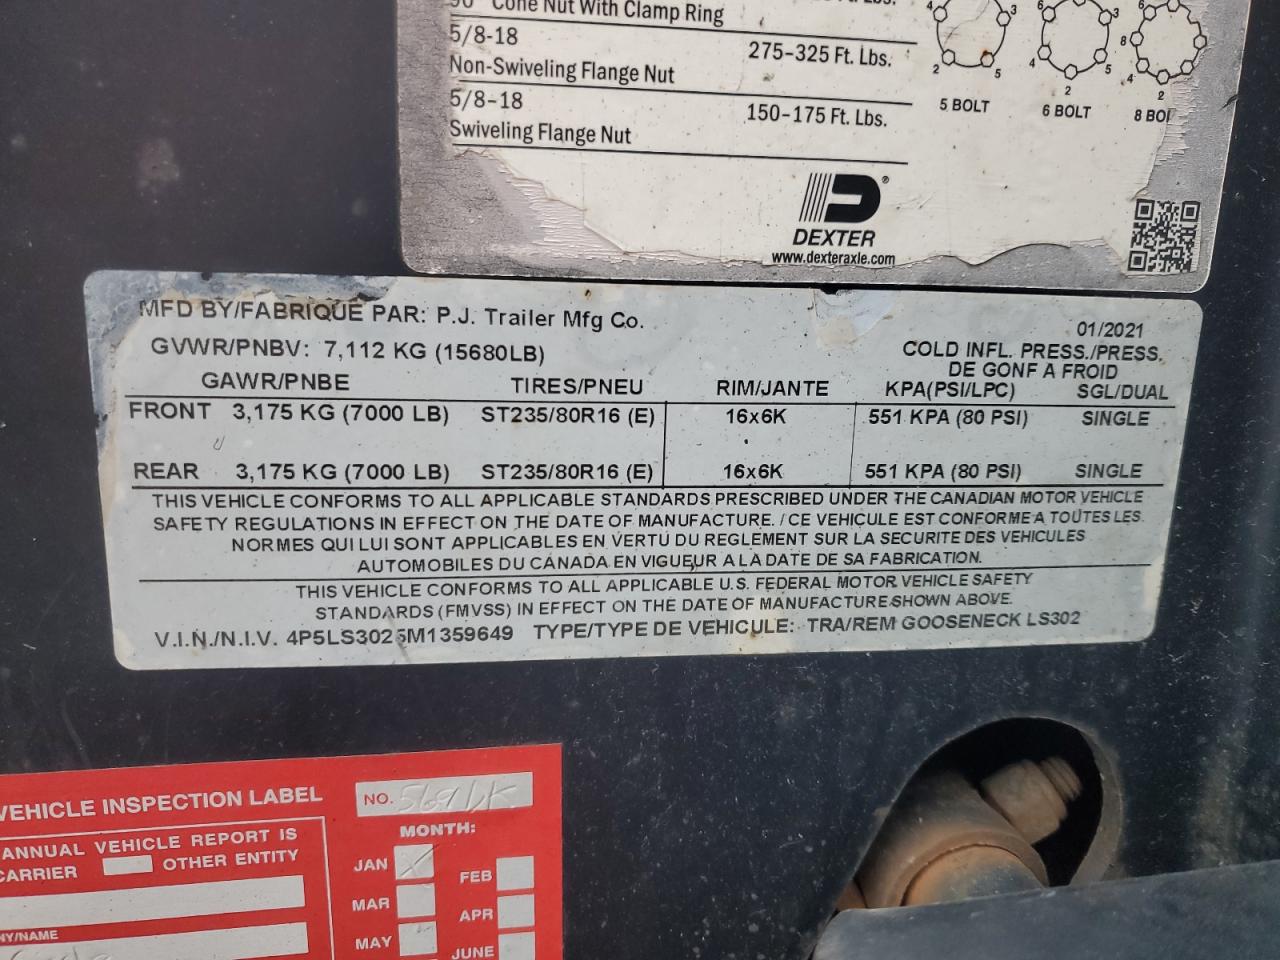 Cone Nut With Clamp Ring
5/8-18
Non-Swiveling Flange Nut
275-325 Ft. Lbs.
5/8-18
Swiveling Flange Nut
150-175 Ft. Lbs.
5 BOLT
6 BOLT
8 BOL
DEXTER®
www.dexteraxle.com
MFD BY/FABRIQUÉ PAR: P.J. Trailer Mfg Co.
01/2021
GVWR/PNBV: 7,112 KG (15680LB)
COLD INFL. PRESS./PRESS.
DE GONF A FROID
GAWR/PNBE TIRES/PNEU RIM/JANTE KPA(PSI/LPC) SGL/DUAL
FRONT 3,175 KG (7000 LB) ST235/80R16 (E) 16x6K 551 KPA (80 PSI) SINGLE
REAR 3,175 KG (7000 LB) ST235/80R16 (E) 16x6K 551 KPA (80 PSI) SINGLE
THIS VEHICLE CONFORMS TO ALL APPLICABLE STANDARDS PRESCRIBED UNDER THE CANADIAN MOTOR VEHICLE
SAFETY REGULATIONS IN EFFECT ON THE DATE OF MANUFACTURE. / CE VEHICULE EST CONFORME A TOUTES LES
NORMES QUI LUI SONT APPLICABLES EN VERTU DU REGLEMENT SUR LA SECURITE DES VEHICULES
AUTOMOBILES DU CANADA EN VIGUEUR A LA DATE DE SA FABRICATION.
THIS VEHICLE CONFORMS TO ALL APPLICABLE U.S. FEDERAL MOTOR VEHICLE SAFETY
STANDARDS (FMVSS) IN EFFECT ON THE DATE OF MANUFACTURE SHOWN ABOVE.
V.I.N./N.I.V. 4P5LS3025M1359649 TYPE/TYPE DE VEHICULE: TRA/REM GOOSENECK LS302
VEHICLE INSPECTION LABEL
NO.
MONTH:
ANNUAL VEHICLE REPORT IS
CARRIER OTHER ENTITY
JAN FEB
MAR APR
MAY JUNE
NY/NAME